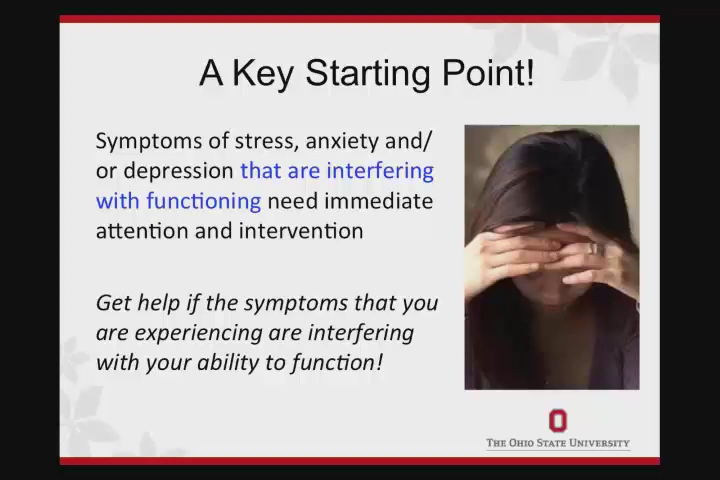 A Key Starting Point!
Symptoms of stress, anxiety and/
or depression that are interfering
with functioning need immediate
attention and intervention
Get help if the symptoms that you
are experiencing are interfering
with your ability to function!
O
THE OHIO STATE UNIVERSITY